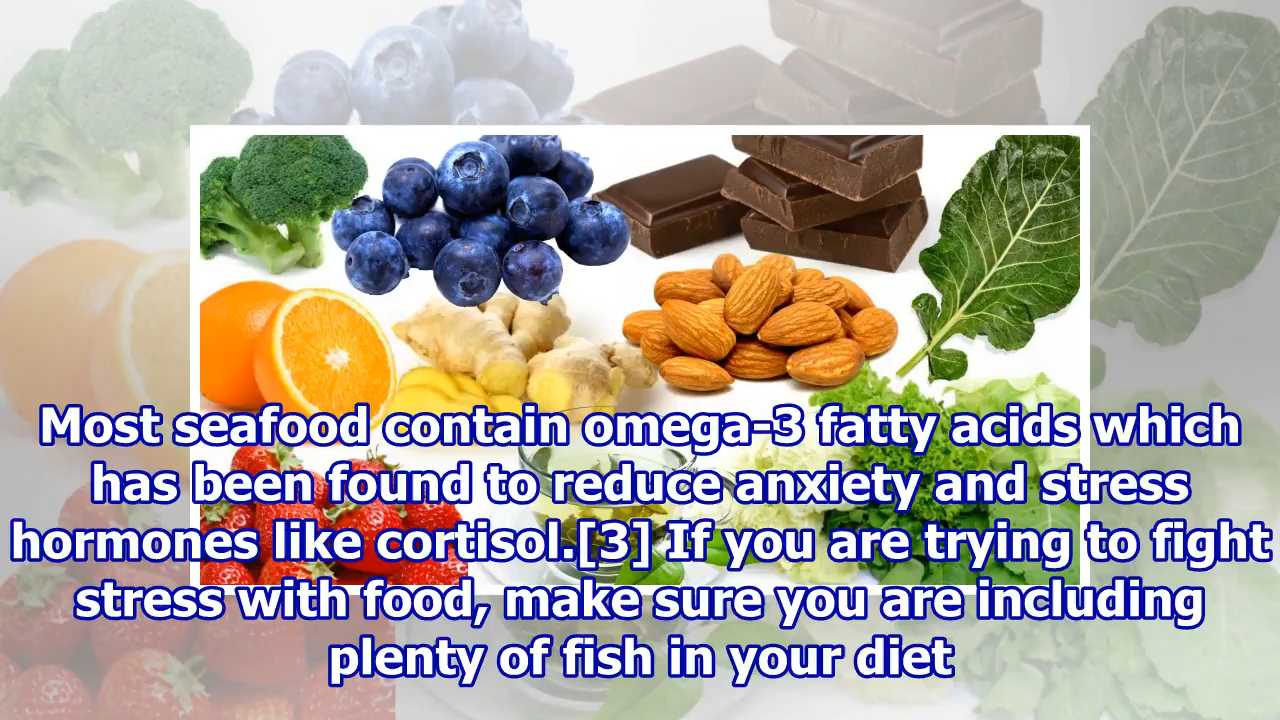 Most seafood contain omega-3 fatty acids which
has been found to reduce anxiety and stress
hormones like cortisol.[3] If you are trying to fight
stress with food, make sure you are including
plenty of fish in your diet